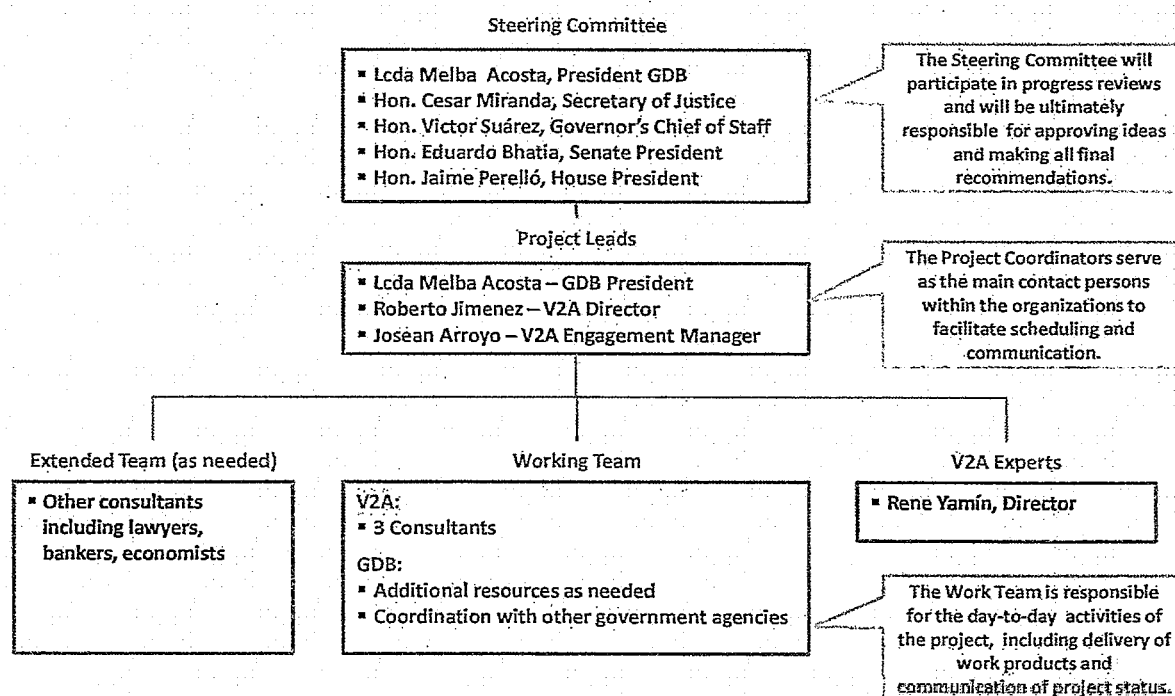 Steering Committee
▪ Lcda Melba Acosta, President GDB
▪ Hon. Cesar Miranda, Secretary of Justice
▪ Hon. Victor Suárez, Governor's Chief of Staff
▪ Hon. Eduardo Bhatia, Senate President
▪ Hon. Jaime Perelló, House President
The Steering Committee will
participate in progress reviews
and will be ultimately
responsible for approving ideas
and making all final
recommendations.
Project Leads
▪ Lcda Melba Acosta – GDB President
▪ Roberto Jimenez – V2A Director
▪ Josean Arroyo – V2A Engagement Manager
The Project Coordinators serve
as the main contact persons
within the organizations to
facilitate scheduling and
communication.
Extended Team (as needed)
▪ Other consultants
including lawyers,
bankers, economists
Working Team
V2A:
▪ 3 Consultants
GDB:
▪ Additional resources as needed
▪ Coordination with other government agencies
V2A Experts
▪ Rene Yamín, Director
The Work Team is responsible
for the day-to-day activities of
the project, including delivery of
work products and
communication of project status.